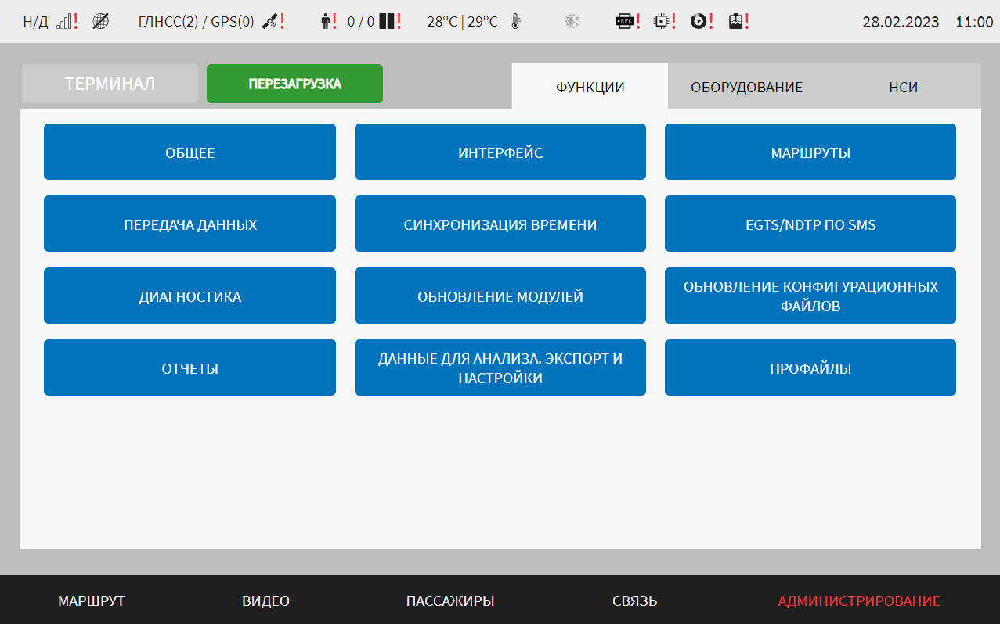 Н/Д ! ГЛНСС(2) / GPS(0) ! ! 0 / 0 ! 28°C | 29°C REC ! ! ! ! 28.02.2023 11:00
ТЕРМИНАЛ ПЕРЕЗАГРУЗКА ФУНКЦИИ ОБОРУДОВАНИЕ НСИ
ОБЩЕЕ ИНТЕРФЕЙС МАРШРУТЫ
ПЕРЕДАЧА ДАННЫХ СИНХРОНИЗАЦИЯ ВРЕМЕНИ EGTS/NDTP ПО SMS
ДИАГНОСТИКА ОБНОВЛЕНИЕ МОДУЛЕЙ ОБНОВЛЕНИЕ КОНФИГУРАЦИОННЫХ
ФАЙЛОВ
ОТЧЕТЫ ДАННЫЕ ДЛЯ АНАЛИЗА. ЭКСПОРТ И
НАСТРОЙКИ ПРОФАЙЛЫ
МАРШРУТ ВИДЕО ПАССАЖИРЫ СВЯЗЬ АДМИНИСТРИРОВАНИЕ